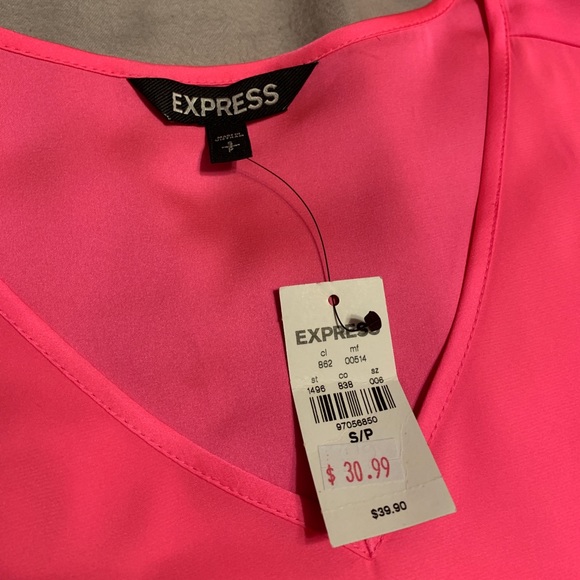 EXPRESS
S
P
EXPRESS
cl mf
862 00514
st co sz
1496 838 006
97056850
S/P
$ 30.99
$39.90